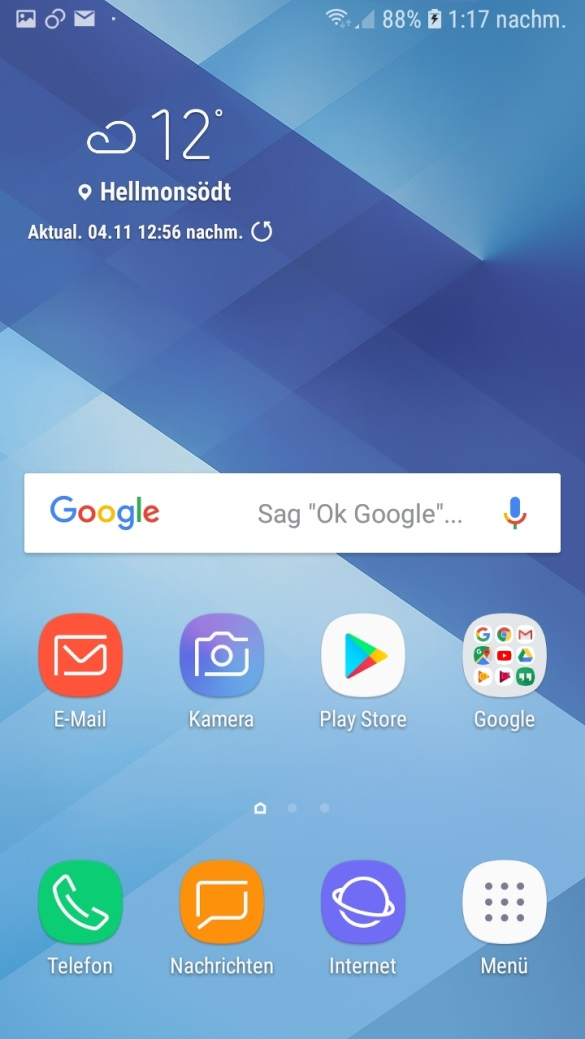 88% 1:17 nachm.
12°
Hellmonsödt
Aktual. 04.11 12:56 nachm.
Google Sag "Ok Google"...
E-Mail Kamera Play Store Google
Telefon Nachrichten Internet Menü